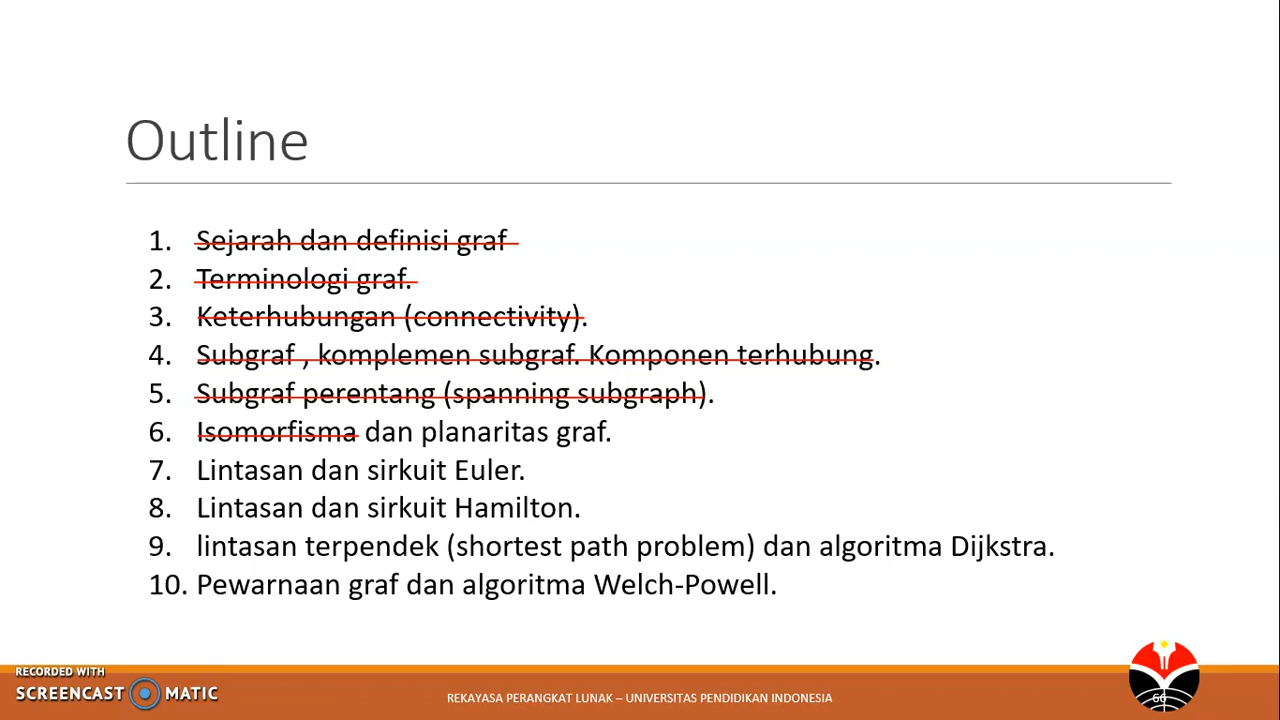 Outline
1. Sejarah dan definisi graf
2. Terminologi graf.
3. Keterhubungan (connectivity).
4. Subgraf , komplemen subgraf. Komponen terhubung.
5. Subgraf perentang (spanning subgraph).
6. Isomorfisma dan planaritas graf.
7. Lintasan dan sirkuit Euler.
8. Lintasan dan sirkuit Hamilton.
9. lintasan terpendek (shortest path problem) dan algoritma Dijkstra.
10. Pewarnaan graf dan algoritma Welch-Powell.
RECORDED WITH
SCREENCAST MATIC
REKAYASA PERANGKAT LUNAK – UNIVERSITAS PENDIDIKAN INDONESIA